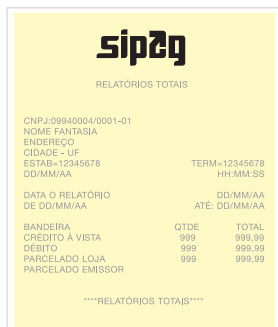 sipag
RELATÓRIOS TOTAIS
CNPJ:09940004/0001-01
NOME FANTASIA
ENDEREÇO
CIDADE - UF
ESTAB=12345678 TERM=12345678
DD/MM/AA HH:MM:SS
DATA O RELATÓRIO DD/MM/AA
DE DD/MM/AA ATÉ: DD/MM/AA
BANDEIRA QTDE TOTAL
CRÉDITO À VISTA 999 999,99
DÉBITO 999 999,99
PARCELADO LOJA 999 999,99
PARCELADO EMISSOR
****RELATÓRIOS TOTAIS****